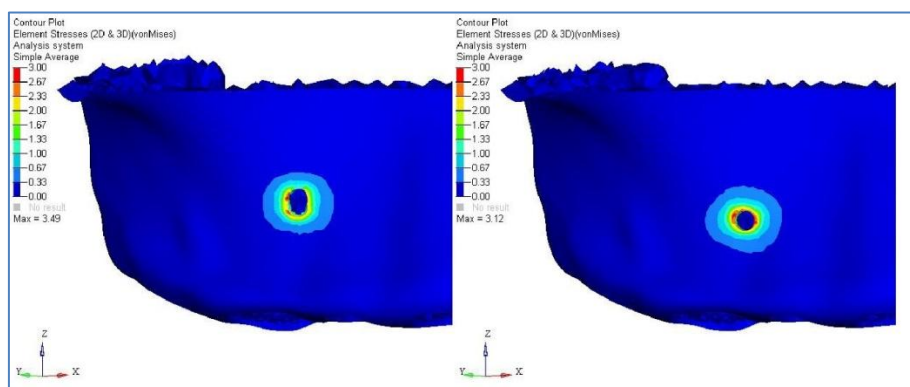 Contour Plot
Element Stresses (2D & 3D)(vonMises)
Analysis system
Simple Average
3.00
2.67
2.33
2.00
1.67
1.33
1.00
0.67
0.33
0.00
No result
Max = 3.49
Z
Y
X
Contour Plot
Element Stresses (2D & 3D)(vonMises)
Analysis system
Simple Average
3.00
2.67
2.33
2.00
1.67
1.33
1.00
0.67
0.33
0.00
No result
Max = 3.12
Z
Y
X